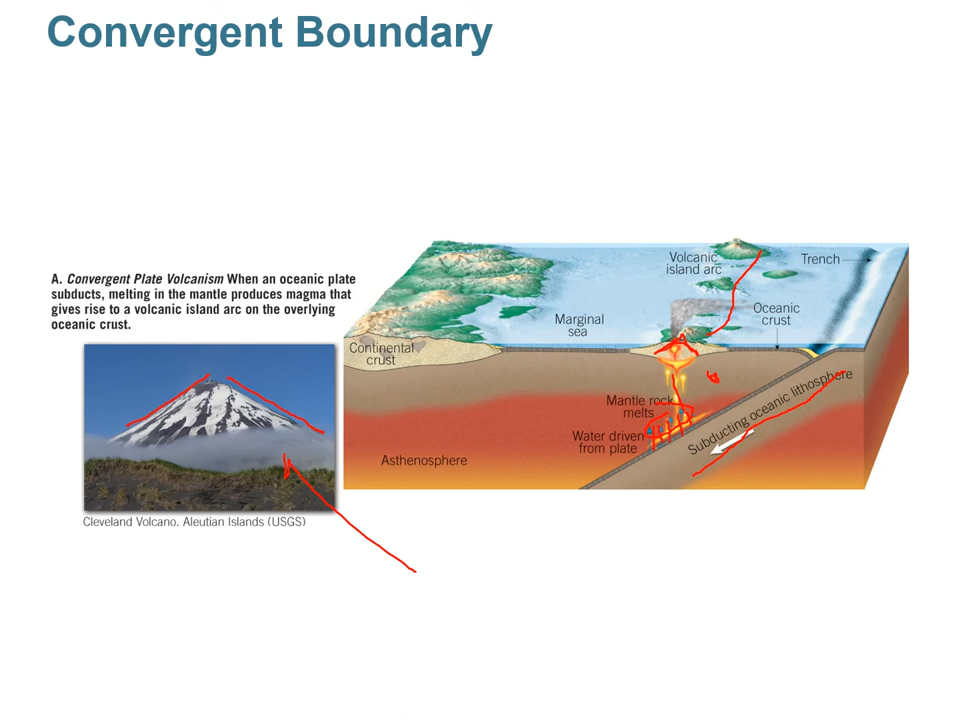 Convergent Boundary
A. Convergent Plate Volcanism When an oceanic plate
subducts, melting in the mantle produces magma that
gives rise to a volcanic island arc on the overlying
oceanic crust.
Cleveland Volcano, Aleutian Islands (USGS)
Volcanic
island arc
Trench
Oceanic
crust
Marginal
sea
Continental
crust
Mantle rock
melts
Water driven
from plate
Subducting oceanic lithosphere
Asthenosphere